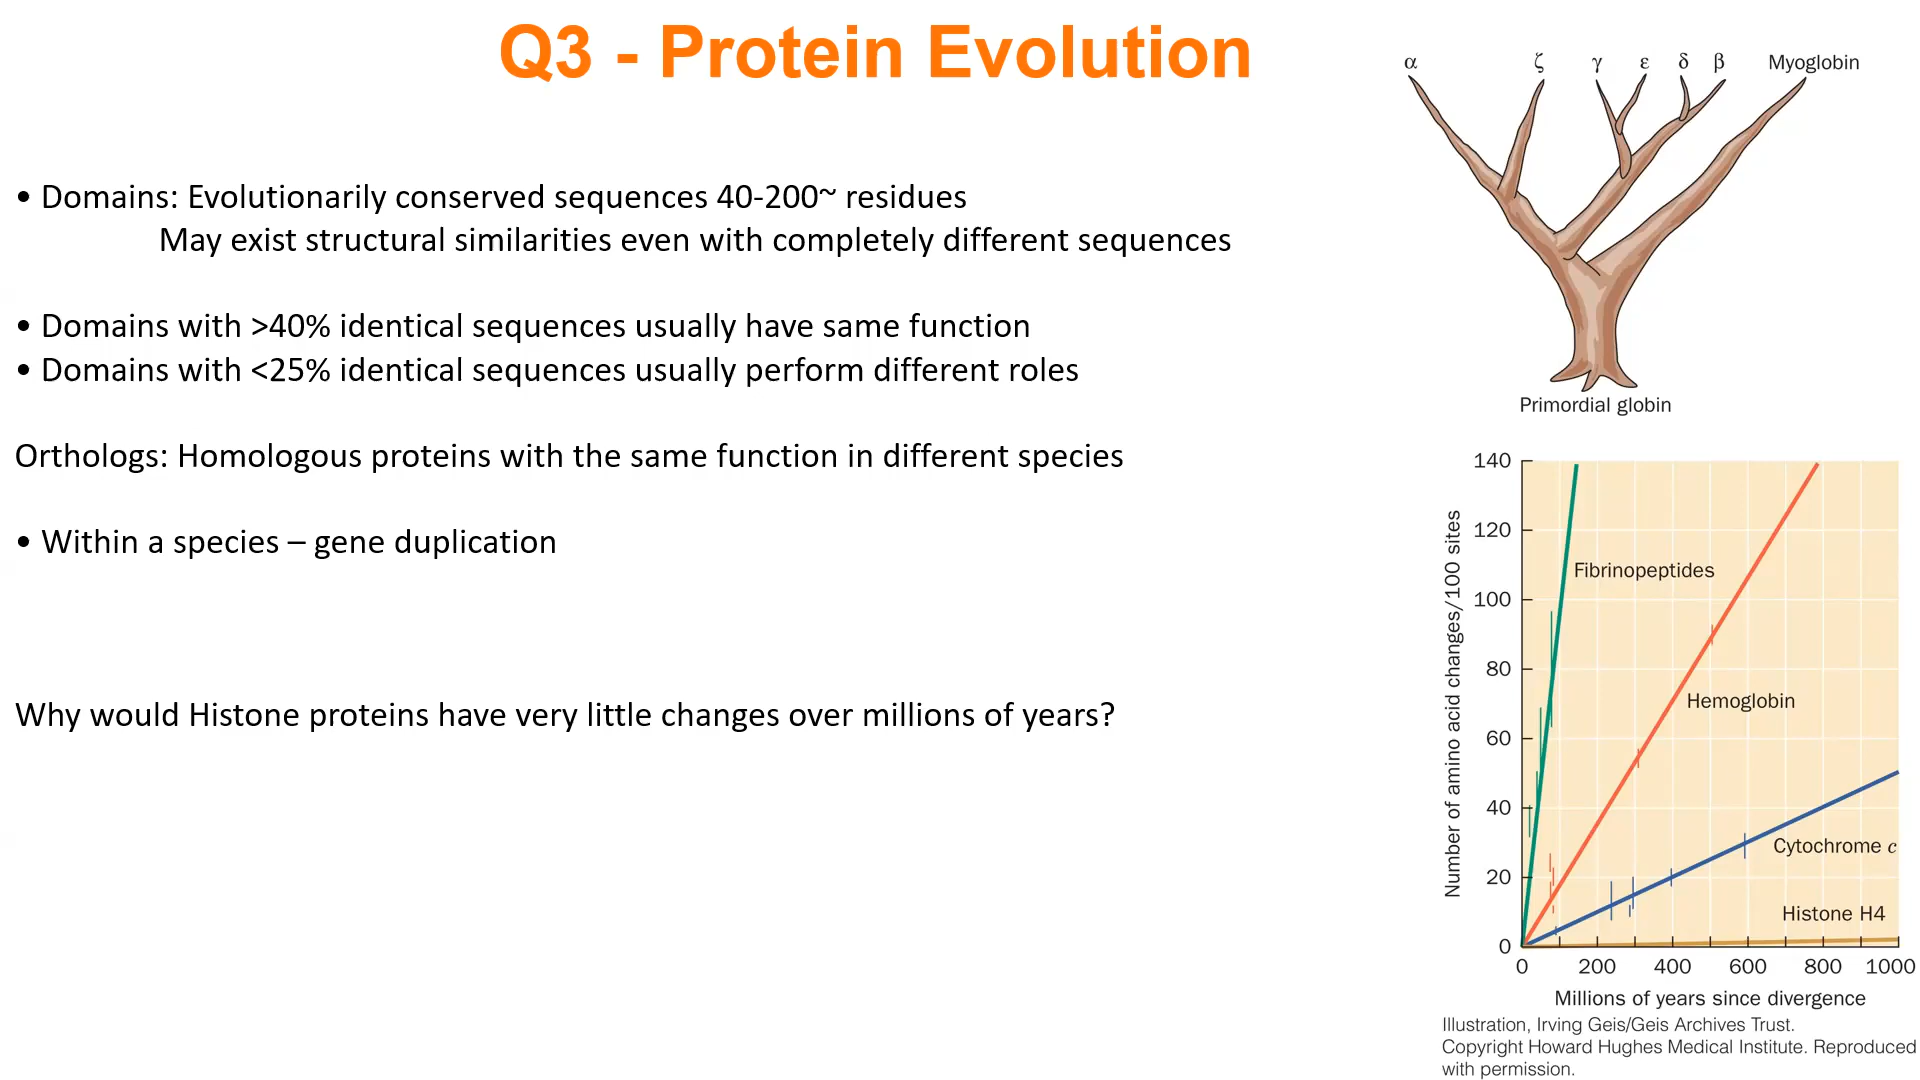 Q3 - Protein Evolution
• Domains: Evolutionarily conserved sequences 40-200~ residues
May exist structural similarities even with completely different sequences
• Domains with >40% identical sequences usually have same function
• Domains with <25% identical sequences usually perform different roles
Orthologs: Homologous proteins with the same function in different species
• Within a species – gene duplication
Why would Histone proteins have very little changes over millions of years?
α ζ γ ε δ β Myoglobin
Primordial globin
Number of amino acid changes/100 sites
140
120
100
80
60
40
20
0
Fibrinopeptides
Hemoglobin
Cytochrome c
Histone H4
0 200 400 600 800 1000
Millions of years since divergence
Illustration, Irving Geis/Geis Archives Trust.
Copyright Howard Hughes Medical Institute. Reproduced
with permission.